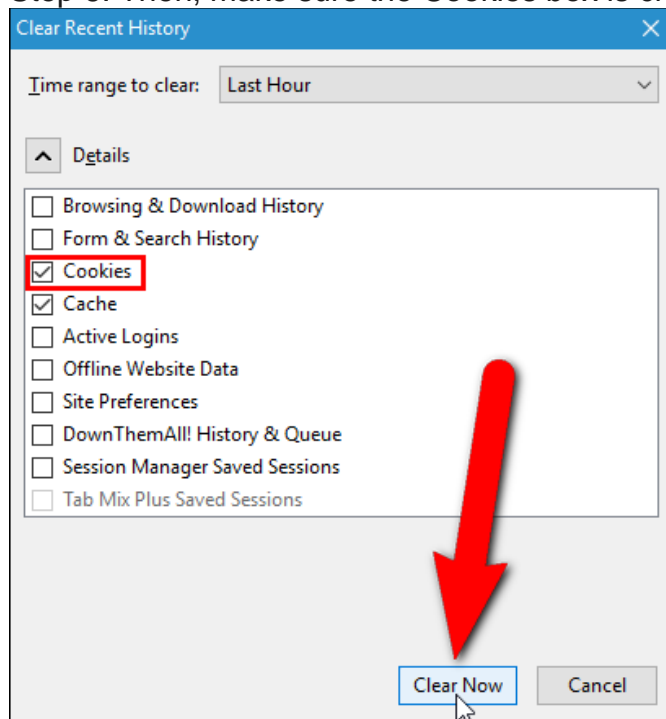 Clear Recent History
Time range to clear: Last Hour
Details
Browsing & Download History
Form & Search History
Cookies
Cache
Active Logins
Offline Website Data
Site Preferences
DownThemAll! History & Queue
Session Manager Saved Sessions
Tab Mix Plus Saved Sessions
Clear Now Cancel